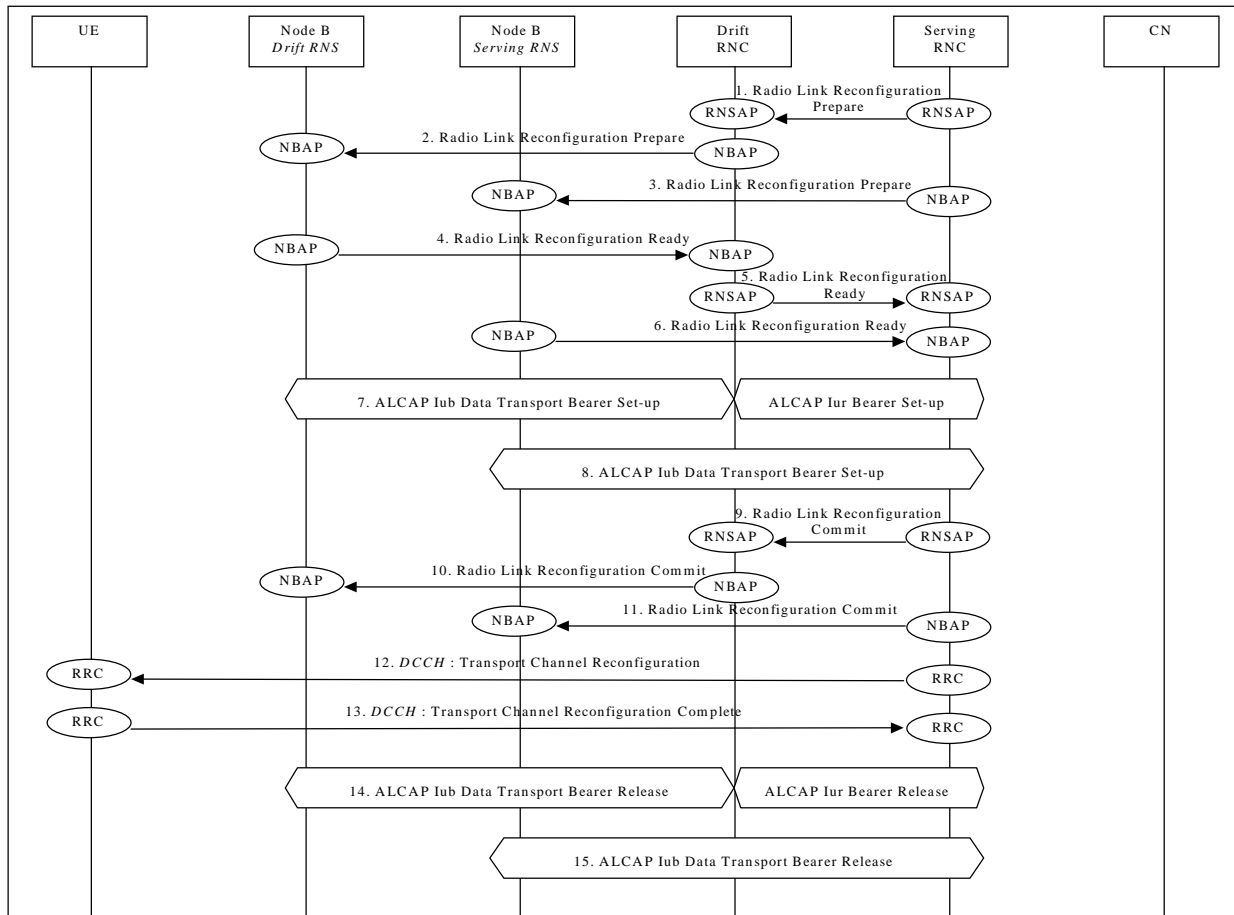 UE
Node B
Drift RNS
Node B
Serving RNS
Drift
RNC
Serving
RNC
CN
1. Radio Link Reconfiguration
Prepare
RNSAP
RNSAP
2. Radio Link Reconfiguration Prepare
NBAP
NBAP
3. Radio Link Reconfiguration Prepare
NBAP
NBAP
4. Radio Link Reconfiguration Ready
NBAP
NBAP
5. Radio Link Reconfiguration
Ready
RNSAP
RNSAP
6. Radio Link Reconfiguration Ready
NBAP
NBAP
7. ALCAP Iub Data Transport Bearer Set-up
ALCAP Iur Bearer Set-up
8. ALCAP Iub Data Transport Bearer Set-up
9. Radio Link Reconfiguration
Commit
RNSAP
RNSAP
10. Radio Link Reconfiguration Commit
NBAP
NBAP
11. Radio Link Reconfiguration Commit
NBAP
NBAP
12. DCCH : Transport Channel Reconfiguration
RRC
RRC
13. DCCH : Transport Channel Reconfiguration Complete
RRC
RRC
14. ALCAP Iub Data Transport Bearer Release
ALCAP Iur Bearer Release
15. ALCAP Iub Data Transport Bearer Release